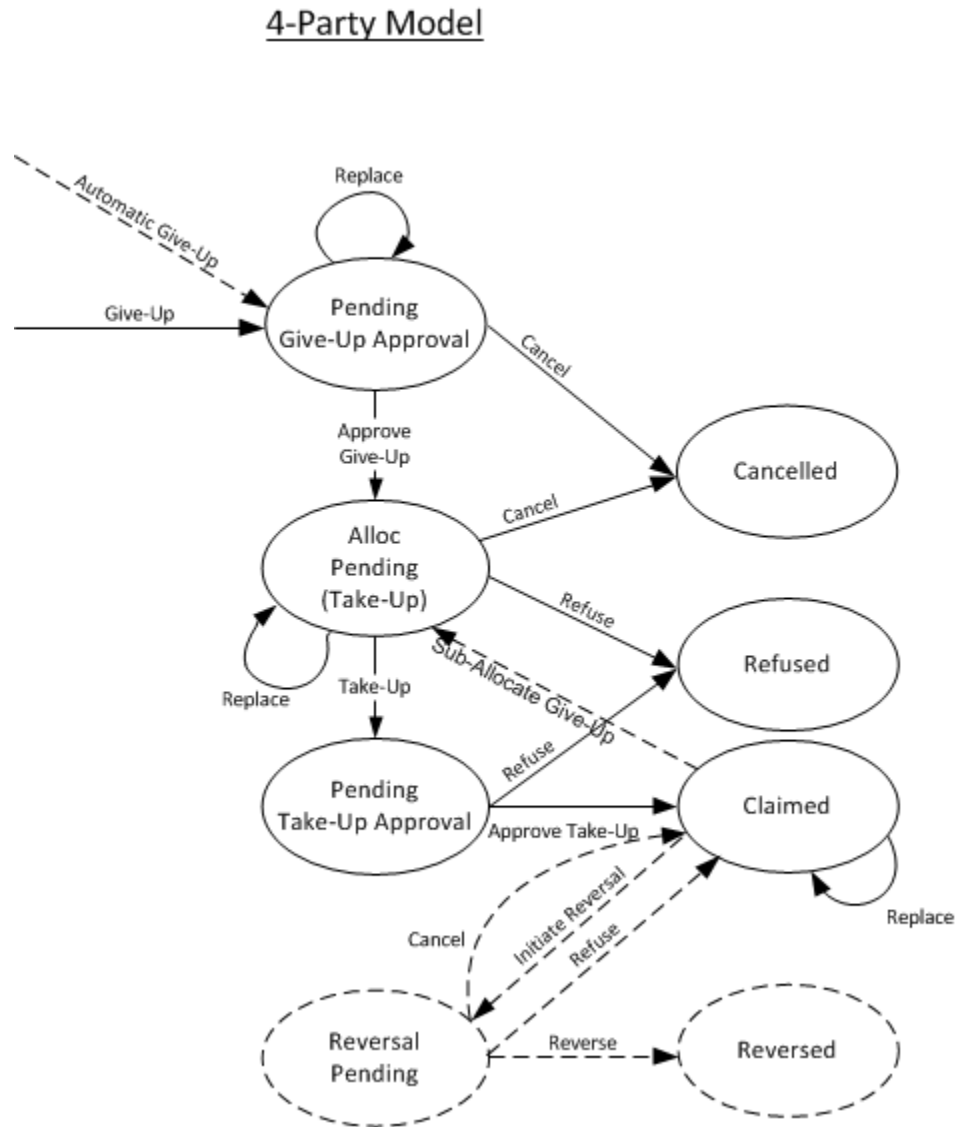 4-Party Model
Replace
Automatic Give-Up
Give-Up
Pending
Give-Up Approval
Cancel
Approve
Give-Up
Cancelled
Cancel
Alloc
Pending
(Take-Up)
Refuse
Refused
Sub-Allocate Give-Up
Replace
Take-Up
Refuse
Pending
Take-Up Approval
Claimed
Approve Take-Up
Replace
Cancel
Initiate Reversal
Refuse
Reversal
Pending
Reverse
Reversed